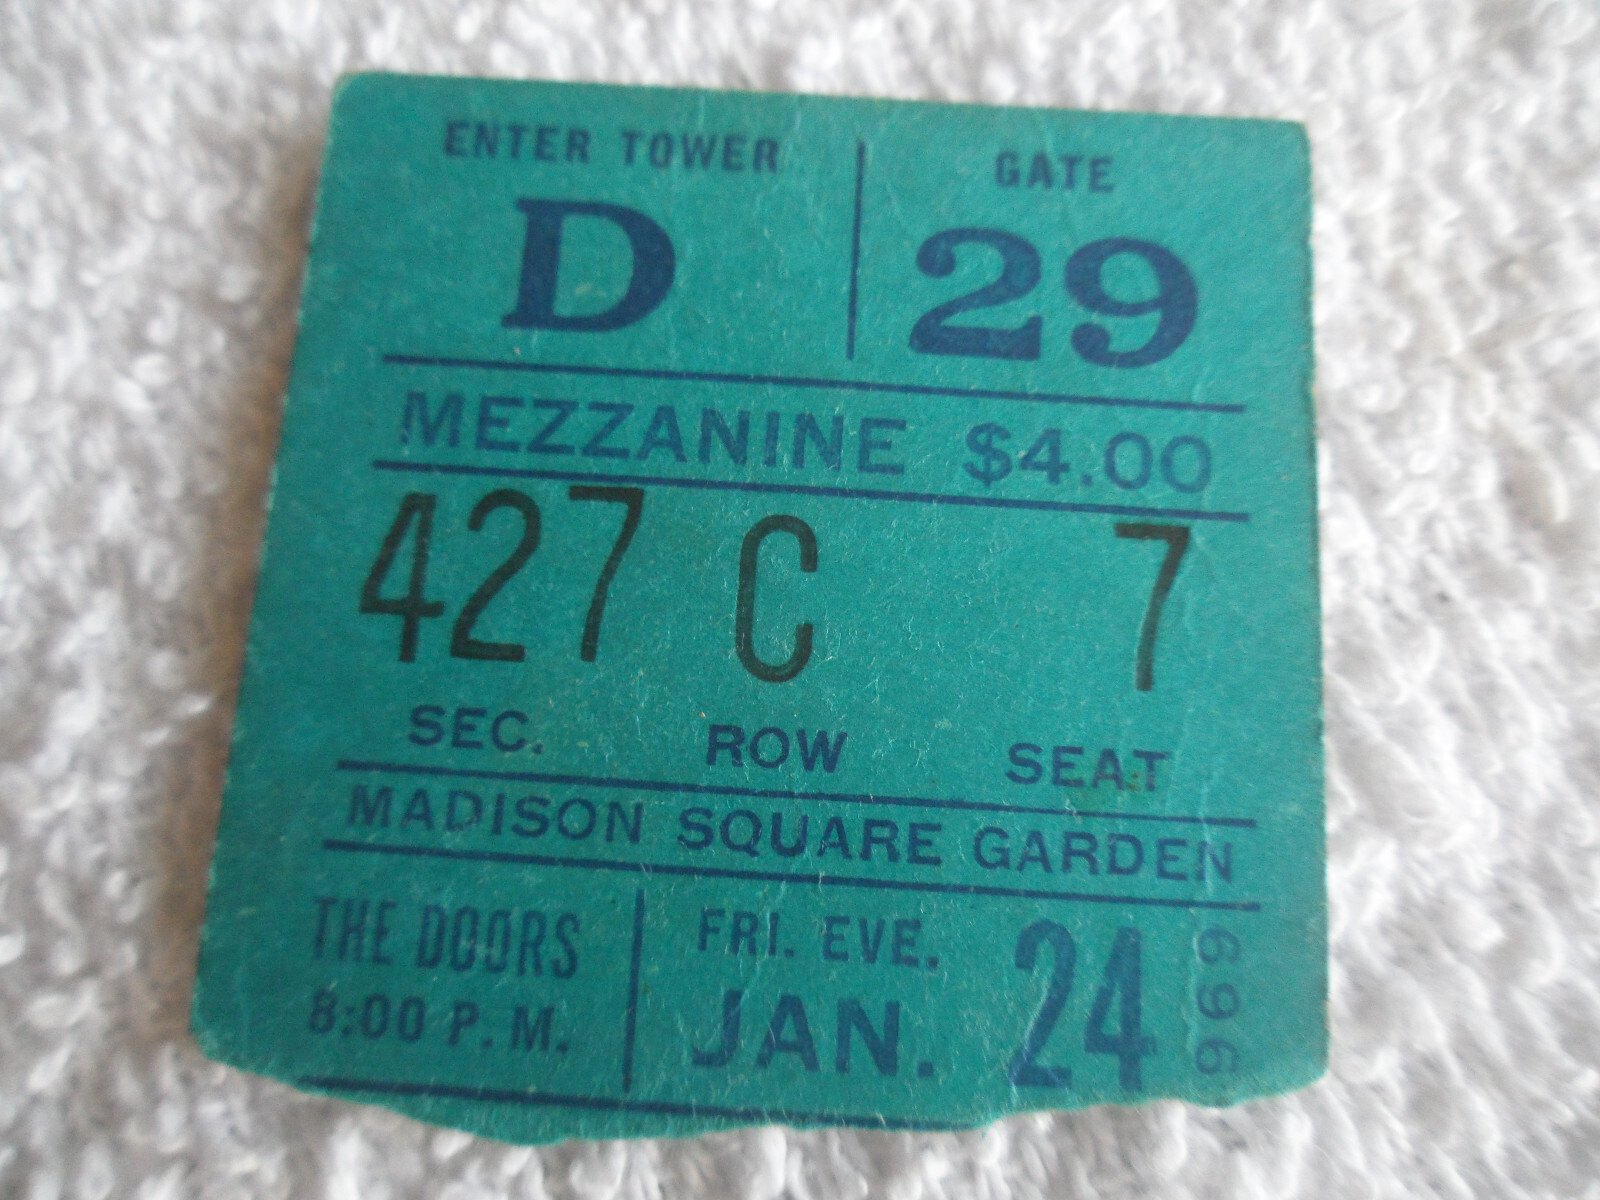 ENTER TOWER GATE
D 29
MEZZANINE $4.00
427 C 7
SEC. ROW SEAT
MADISON SQUARE GARDEN
THE DOORS FRI. EVE.
8:00 P.M. JAN. 24
1969